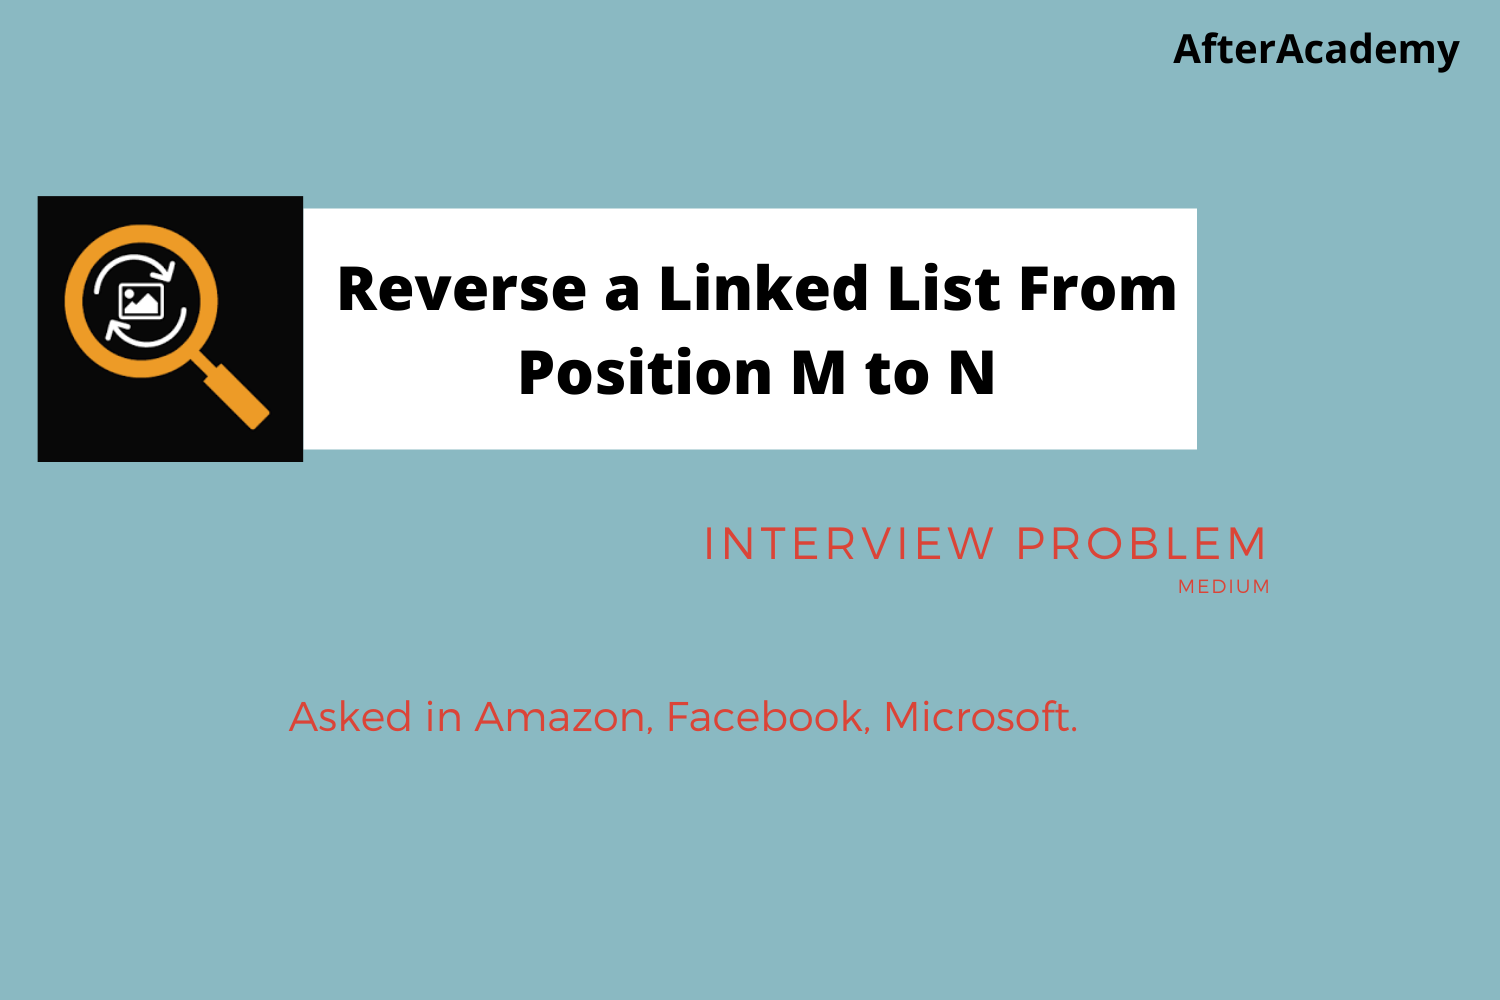 AfterAcademy
Reverse a Linked List From
Position M to N
INTERVIEW PROBLEM
MEDIUM
Asked in Amazon, Facebook, Microsoft.